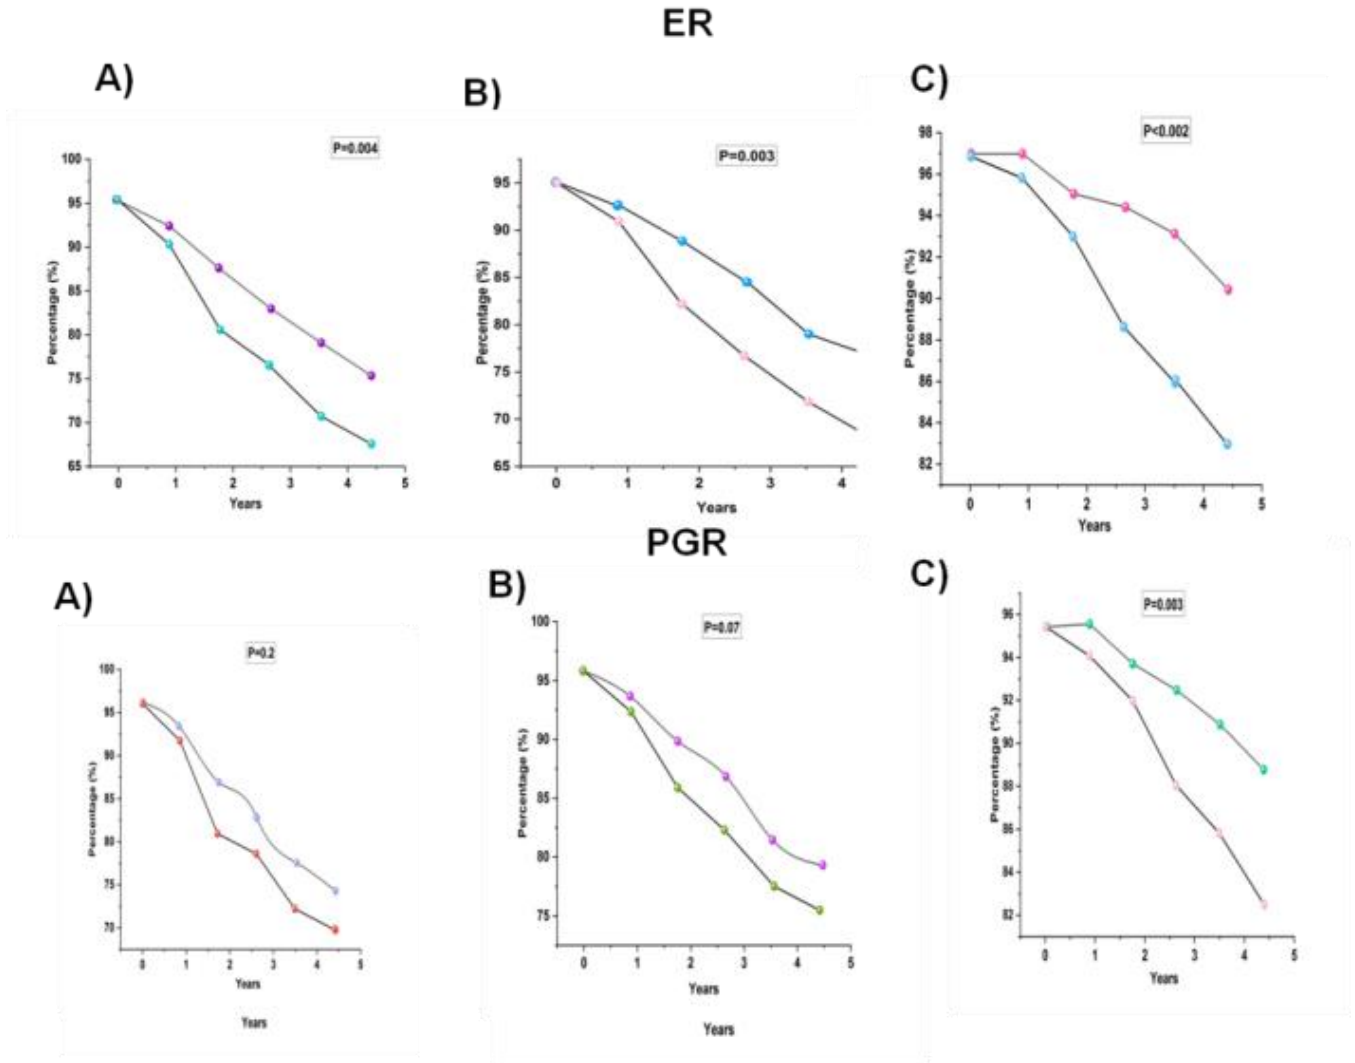 ER
A)
B)
C)
P=0.004
100
95
90
85
80
75
70
65
Percentage (%)
0 1 2 3 4 5
Years
P=0.003
95
90
85
80
75
70
65
Percentage (%)
0 1 2 3 4
Years
P<0.002
98
96
94
92
90
88
86
84
82
Percentage (%)
0 1 2 3 4 5
Years
PGR
A)
B)
C)
P=0.2
100
95
90
85
80
75
70
Percentage (%)
0 1 2 3 4 5
Years
Years
P=0.07
100
95
90
85
80
75
Percentage (%)
0 1 2 3 4 5
Years
Years
P=0.003
96
94
92
90
88
86
84
82
Percentage (%)
0 1 2 3 4 5
Years